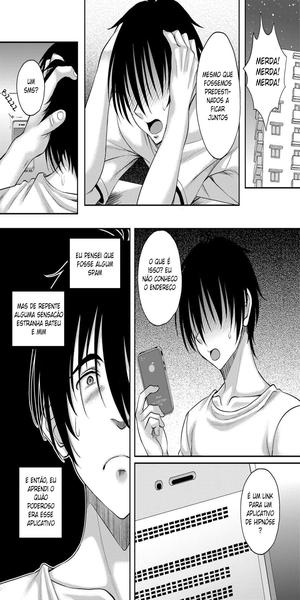 MERDA!
MERDA!
MERDA!
MESMO QUE
FOSSEMOS
PREDESTI-
NADOS A
FICAR
JUNTOS
UM
SMS?
BZZZZ
O QUE É
ISSO? EU
NÃO
CONHEÇO O
ENDEREÇO
EU PENSEI QUE
FOSSE ALGUM
SPAM
MAS DE REPENTE
ALGUMA SENSAÇÃO
ESTRANHA BATEU
E MIM
É UM LINK
PARA UM
APLICATIVO
DE HIPNÓSE
?
E ENTÃO, EU
APRENDI O
QUÃO
PODEROSO
ERA ESSE
APLICATIVO